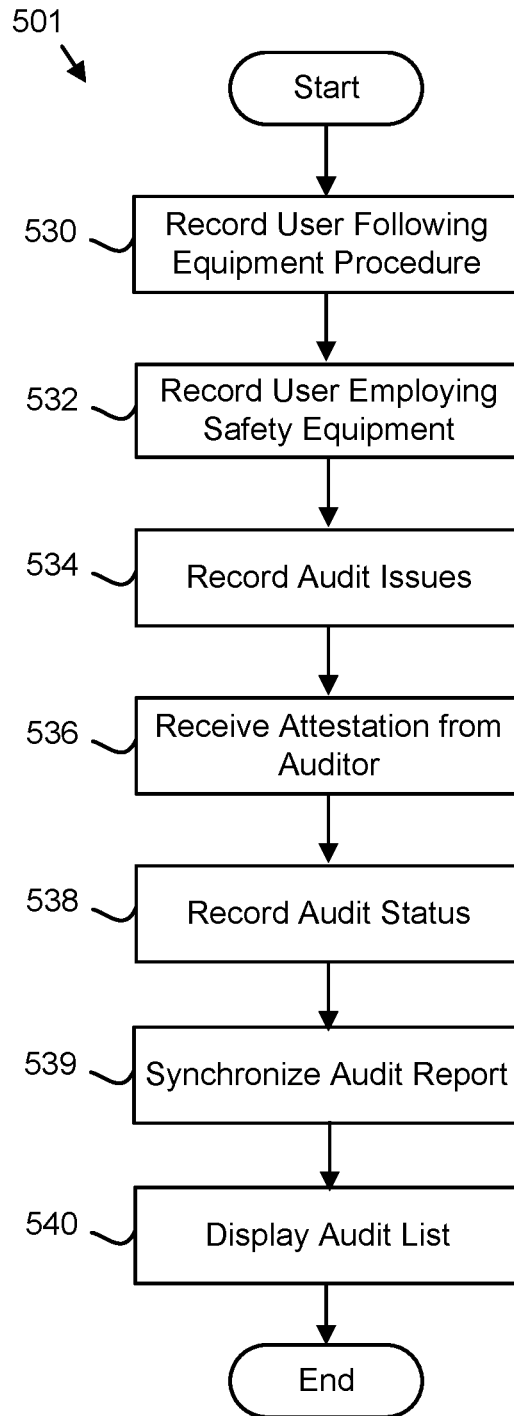 501
Start
530
Record User Following
Equipment Procedure
532
Record User Employing
Safety Equipment
534
Record Audit Issues
536
Receive Attestation from
Auditor
538
Record Audit Status
539
Synchronize Audit Report
540
Display Audit List
End